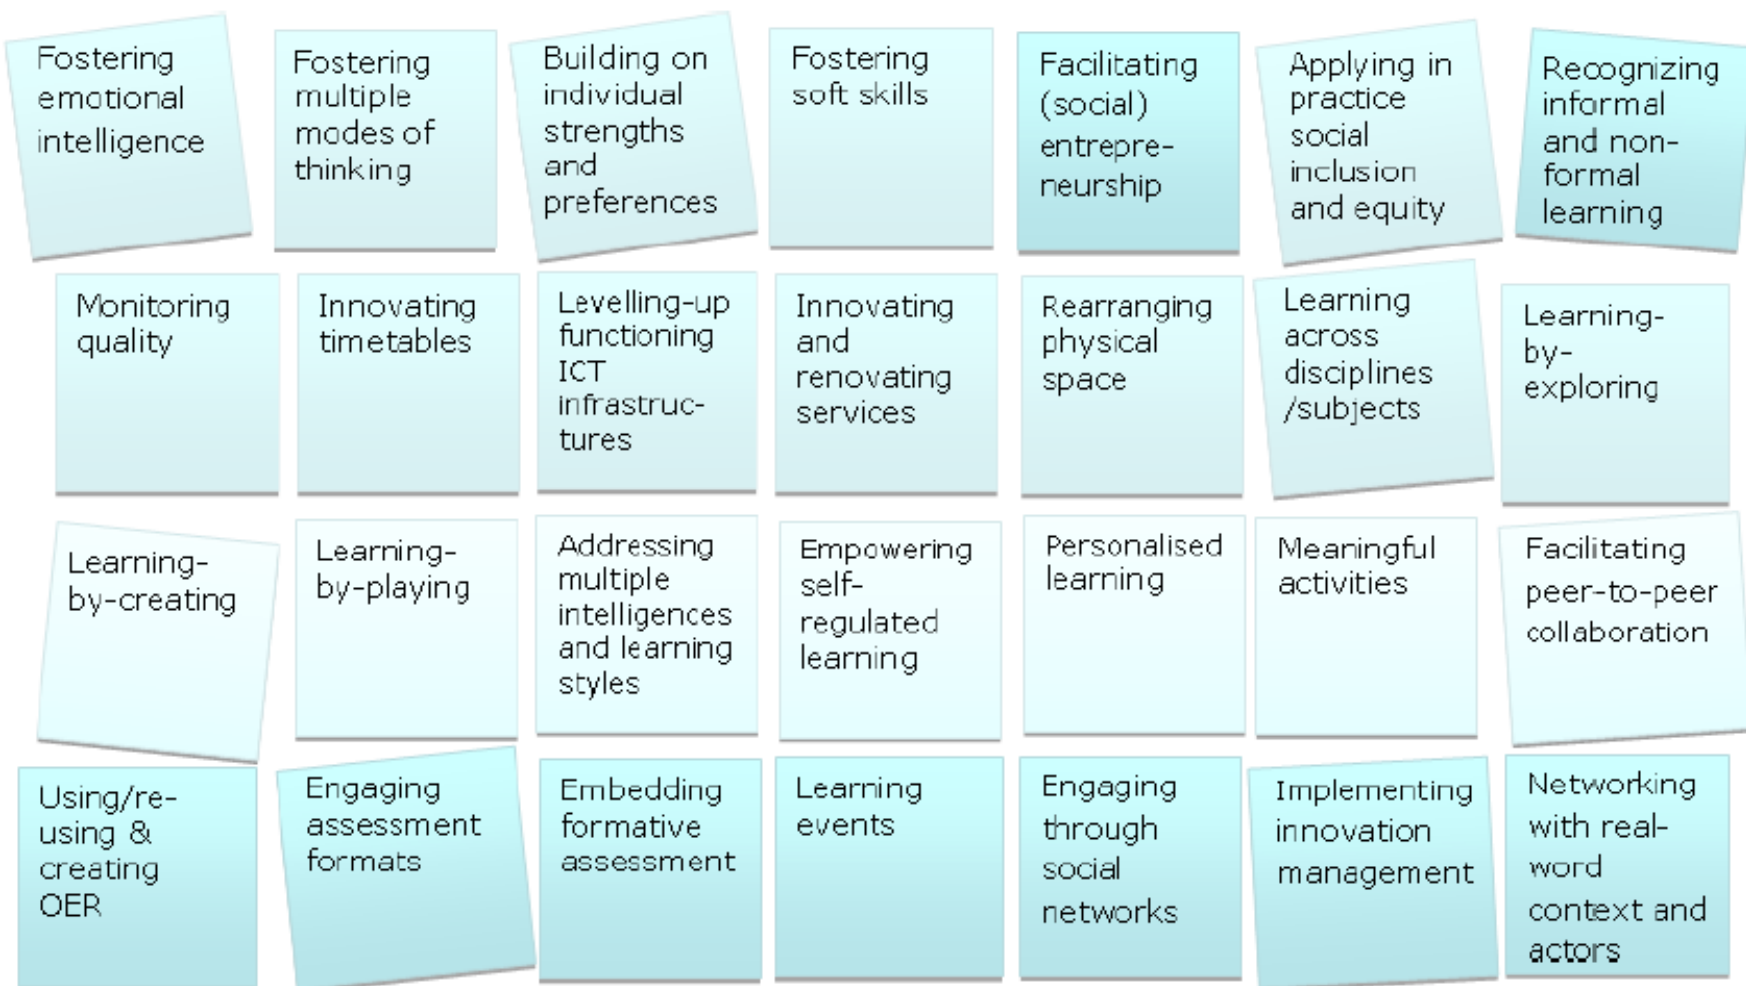 Fostering
emotional
intelligence
Fostering
multiple
modes of
thinking
Building on
individual
strengths
and
preferences
Fostering
soft skills
Facilitating
(social)
entrepre-
neurship
Applying in
practice
social
inclusion
and equity
Recognizing
informal
and non-
formal
learning
Monitoring
quality
Innovating
timetables
Levelling-up
functioning
ICT
infrastruc-
tures
Innovating
and
renovating
services
Rearranging
physical
space
Learning
across
disciplines
/subjects
Learning-
by-
exploring
Learning-
by-creating
Learning-
by-playing
Addressing
multiple
intelligences
and learning
styles
Empowering
self-
regulated
learning
Personalised
learning
Meaningful
activities
Facilitating
peer-to-peer
collaboration
Using/re-
using &
creating
OER
Engaging
assessment
formats
Embedding
formative
assessment
Learning
events
Engaging
through
social
networks
Implementing
innovation
management
Networking
with real-
word
context and
actors